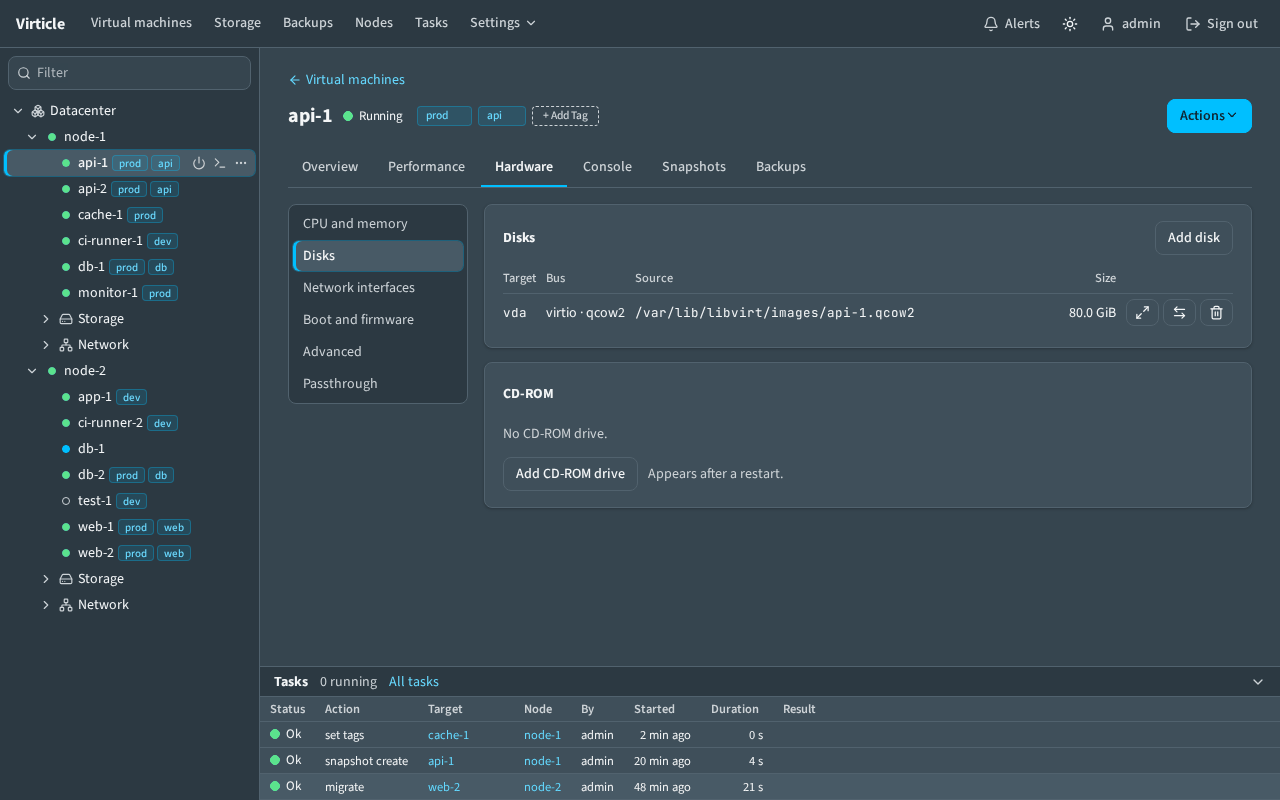 Virticle Virtual machines Storage Backups Nodes Tasks Settings Alerts admin Sign out
Filter
Datacenter
node-1
api-1 prod api
api-2 prod api
cache-1 prod
ci-runner-1 dev
db-1 prod db
monitor-1 prod
Storage
Network
node-2
app-1 dev
ci-runner-2 dev
db-1
db-2 prod db
test-1 dev
web-1 prod web
web-2 prod web
Storage
Network
Virtual machines
api-1 Running prod api + Add Tag Actions
Overview Performance Hardware Console Snapshots Backups
CPU and memory
Disks
Network interfaces
Boot and firmware
Advanced
Passthrough
Disks Add disk
Target Bus Source Size
vda virtio · qcow2 /var/lib/libvirt/images/api-1.qcow2 80.0 GiB
CD-ROM
No CD-ROM drive.
Add CD-ROM drive Appears after a restart.
Tasks 0 running All tasks
Status Action Target Node By Started Duration Result
Ok set tags cache-1 node-1 admin 2 min ago 0 s
Ok snapshot create api-1 node-1 admin 20 min ago 4 s
Ok migrate web-2 node-2 admin 48 min ago 21 s